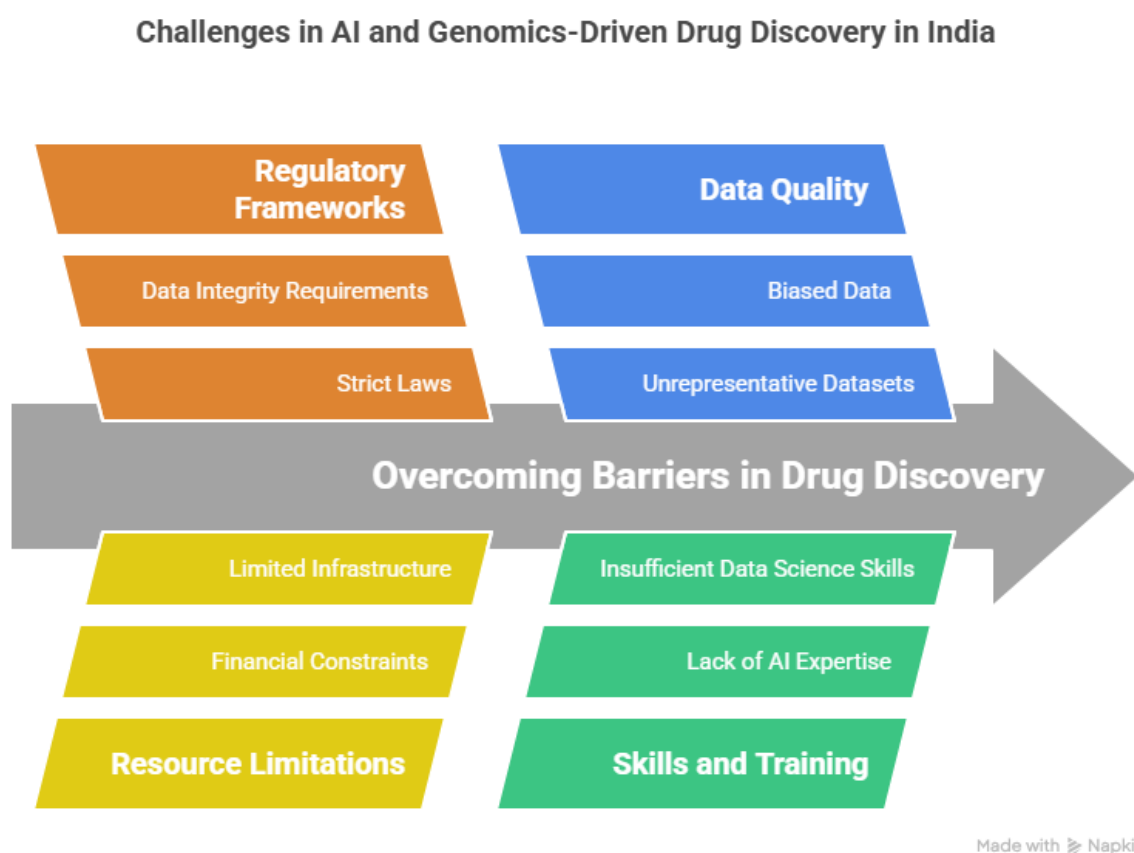 Challenges in AI and Genomics-Driven Drug Discovery in India
Regulatory
Frameworks
Data Integrity Requirements
Strict Laws
Data Quality
Biased Data
Unrepresentative Datasets
Overcoming Barriers in Drug Discovery
Limited Infrastructure
Financial Constraints
Resource Limitations
Insufficient Data Science Skills
Lack of AI Expertise
Skills and Training
Made with Napki